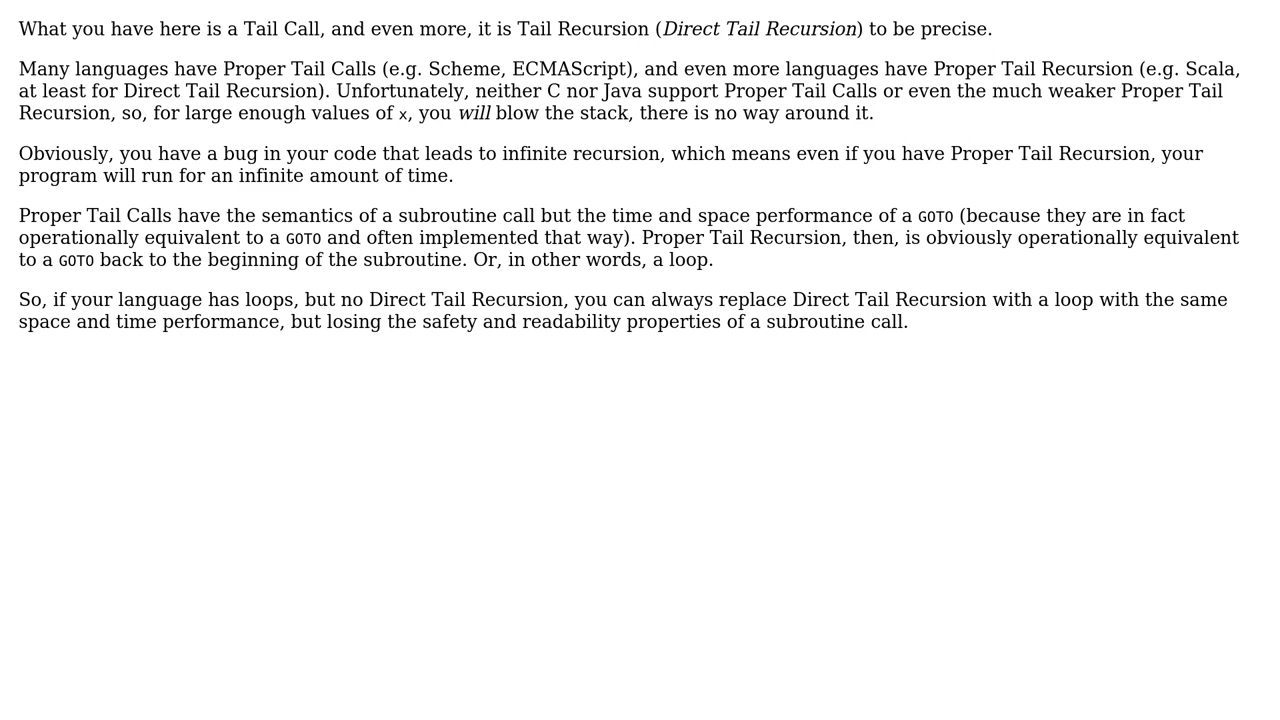 What you have here is a Tail Call, and even more, it is Tail Recursion (Direct Tail Recursion) to be precise.
Many languages have Proper Tail Calls (e.g. Scheme, ECMAScript), and even more languages have Proper Tail Recursion (e.g. Scala,
at least for Direct Tail Recursion). Unfortunately, neither C nor Java support Proper Tail Calls or even the much weaker Proper Tail
Recursion, so, for large enough values of x, you will blow the stack, there is no way around it.
Obviously, you have a bug in your code that leads to infinite recursion, which means even if you have Proper Tail Recursion, your
program will run for an infinite amount of time.
Proper Tail Calls have the semantics of a subroutine call but the time and space performance of a GOTO (because they are in fact
operationally equivalent to a GOTO and often implemented that way). Proper Tail Recursion, then, is obviously operationally equivalent
to a GOTO back to the beginning of the subroutine. Or, in other words, a loop.
So, if your language has loops, but no Direct Tail Recursion, you can always replace Direct Tail Recursion with a loop with the same
space and time performance, but losing the safety and readability properties of a subroutine call.